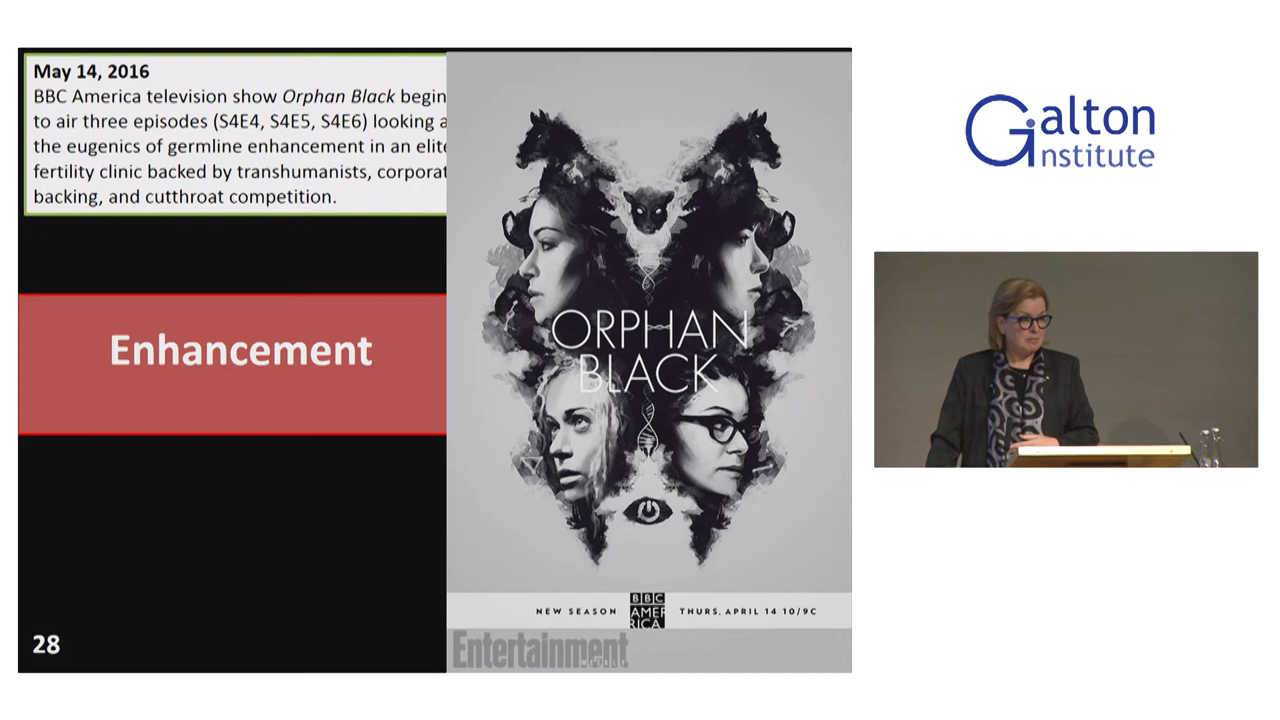 May 14, 2016
BBC America television show Orphan Black begin
to air three episodes (S4E4, S4E5, S4E6) looking a
the eugenics of germline enhancement in an elite
fertility clinic backed by transhumanists, corporat
backing, and cutthroat competition.
Enhancement
28
ORPHAN
BLACK
NEW SEASON
BBC
AMERICA
THURS. APRIL 14 10/9C
Entertainment
WEEKLY
Galton
Institute